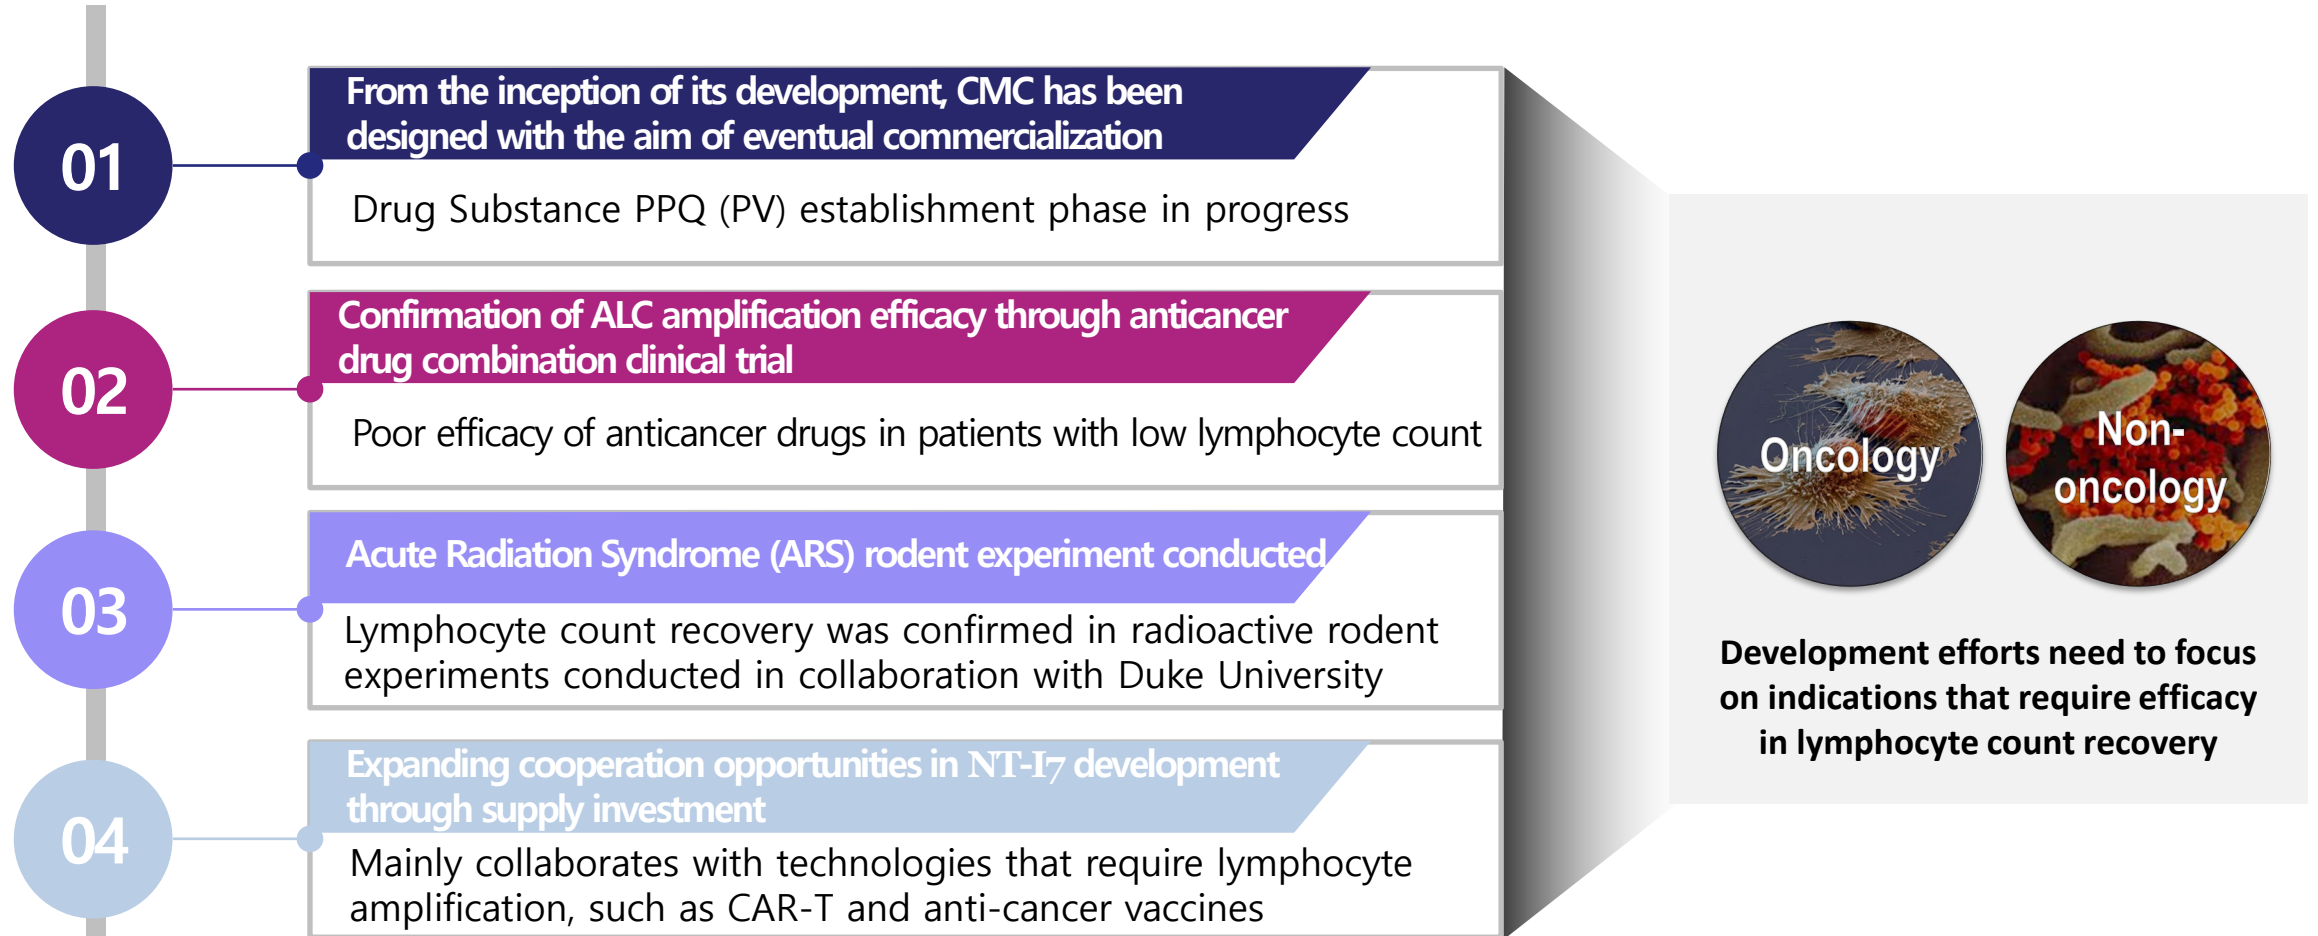 01
From the inception of its development, CMC has been
designed with the aim of eventual commercialization
Drug Substance PPQ (PV) establishment phase in progress
02
Confirmation of ALC amplification efficacy through anticancer
drug combination clinical trial
Poor efficacy of anticancer drugs in patients with low lymphocyte count
03
Acute Radiation Syndrome (ARS) rodent experiment conducted
Lymphocyte count recovery was confirmed in radioactive rodent
experiments conducted in collaboration with Duke University
04
Expanding cooperation opportunities in NT-I7 development
through supply investment
Mainly collaborates with technologies that require lymphocyte
amplification, such as CAR-T and anti-cancer vaccines
Oncology
Non-
oncology
Development efforts need to focus
on indications that require efficacy
in lymphocyte count recovery